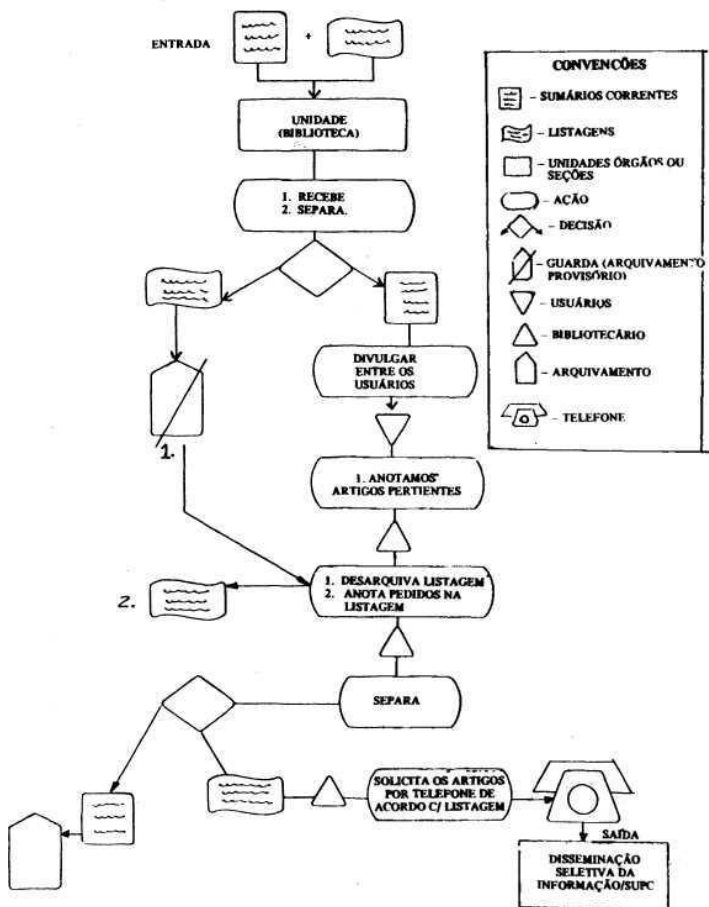 ENTRADA
+
UNIDADE
(BIBLIOTECA)
1. RECEBE
2. SEPARA.
DIVULGAR
ENTRE OS
USUÁRIOS
1.
1. ANOTAMOS
ARTIGOS PERTIENTES
1. DESARQUIVA LISTAGEM
2. ANOTA PEDIDOS NA
LISTAGEM
2.
SEPARA
SOLICITA OS ARTIGOS
POR TELEFONE DE
ACORDO C/ LISTAGEM
SAÍDA
DISSEMINAÇÃO
SELETIVA DA
INFORMAÇÃO/SUPC
CONVENCÕES
- SUMÁRIOS CORRENTES
- LISTAGENS
- UNIDADES ÓRGÃOS OU
SEÇÕES
- AÇÃO
- DECISÃO
- GUARDA (ARQUIVAMENTO
PROVISÓRIO)
- USUÁRIOS
- BIBLIOTECÁRIO
- ARQUIVAMENTO
- TELEFONE